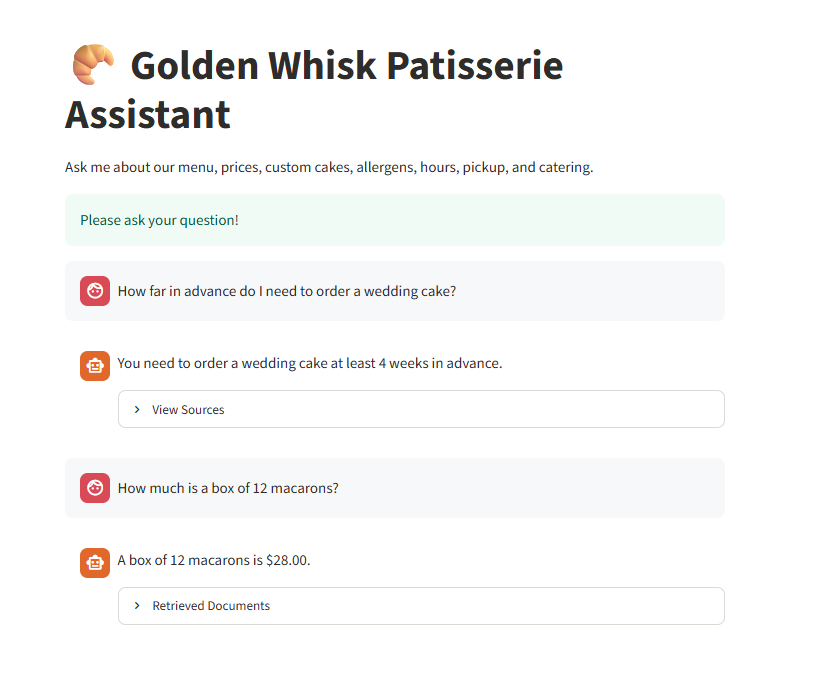 Golden Whisk Patisserie
Assistant
Ask me about our menu, prices, custom cakes, allergens, hours, pickup, and catering.
Please ask your question!
How far in advance do I need to order a wedding cake?
You need to order a wedding cake at least 4 weeks in advance.
View Sources
How much is a box of 12 macarons?
A box of 12 macarons is $28.00.
Retrieved Documents